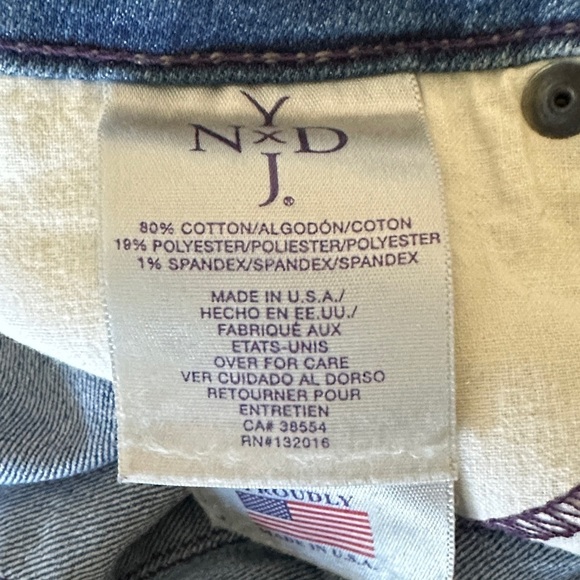 Y
N x D
J®
80% COTTON/ALGODÓN/COTON
19% POLYESTER/POLIESTER/POLYESTER
1% SPANDEX/SPANDEX/SPANDEX
MADE IN U.S.A./
HECHO EN EE.UU./
FABRIQUÉ AUX
ETATS-UNIS
OVER FOR CARE
VER CUIDADO AL DORSO
RETOURNER POUR
ENTRETIEN
CA# 38554
RN#132016
PROUDLY
MADE IN U.S.A.